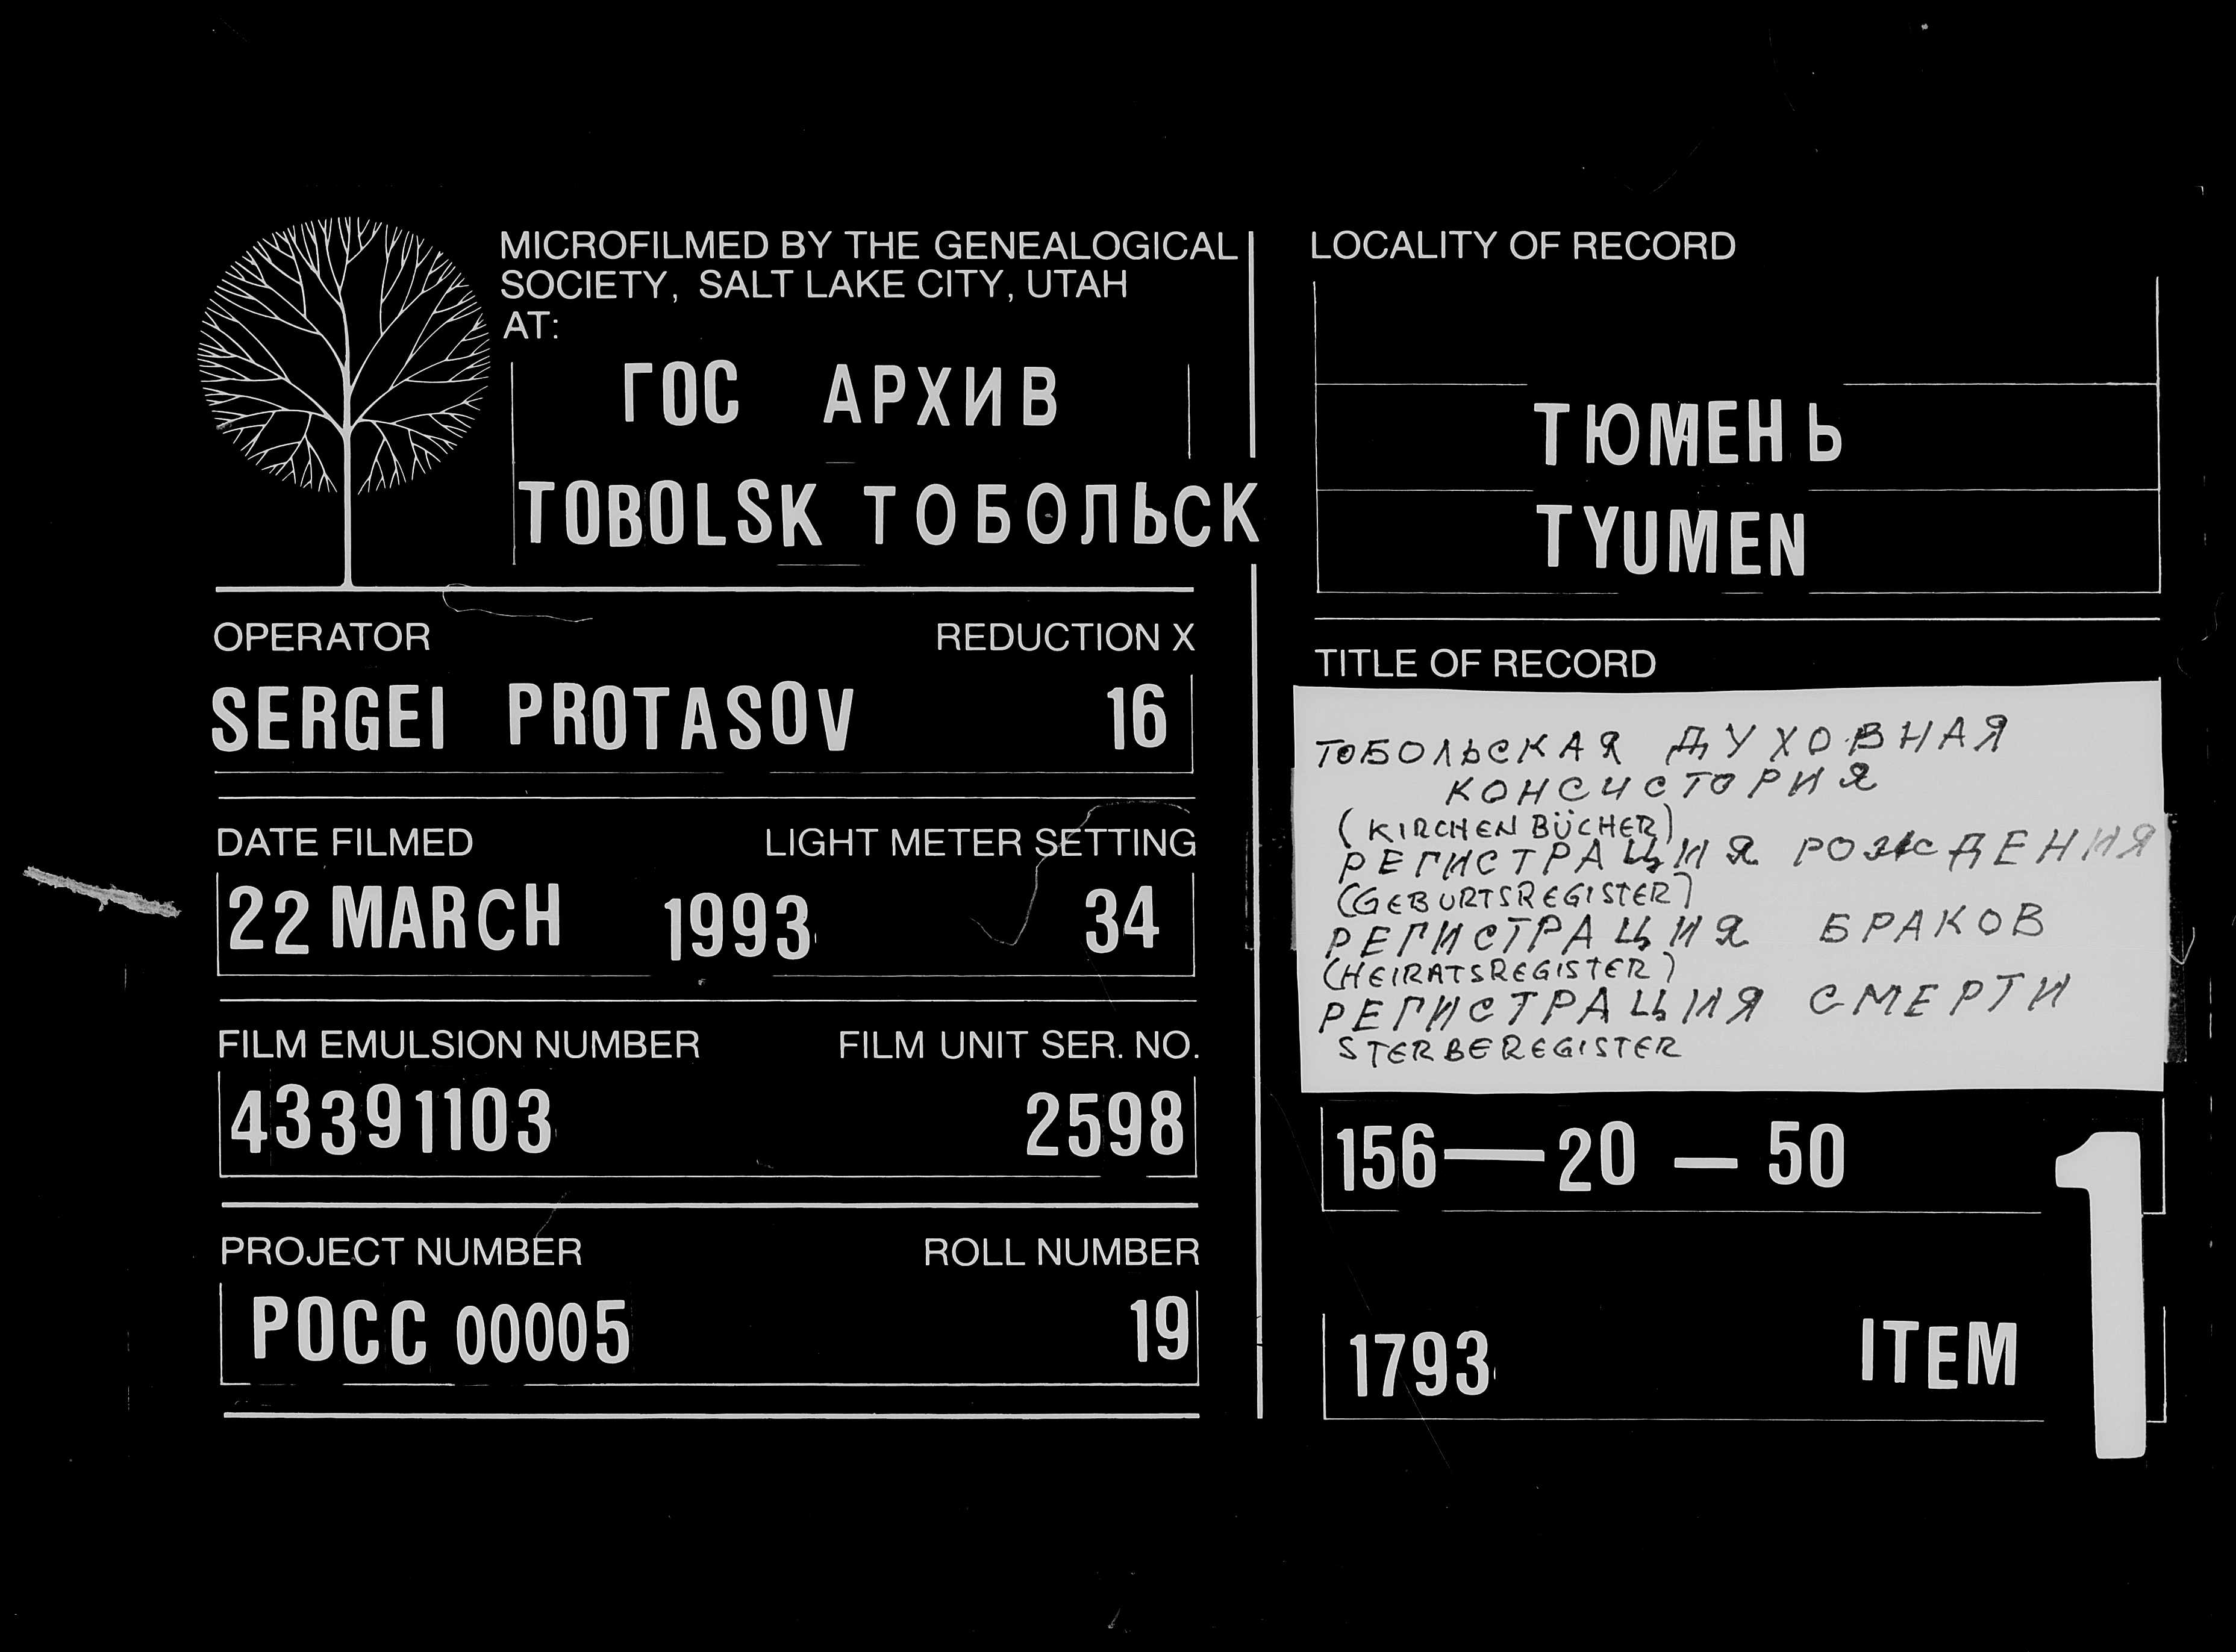 MICROFILMED BY THE GENEALOGICAL
SOCIETY, SALT LAKE CITY, UTAH
AT:
ГОС АРХИВ
TOBOLSK ТОБОЛЬСК
OPERATOR REDUCTION X
SERGEI PROTASOV 16
DATE FILMED LIGHT METER SETTING
22 MARCH 1993 34
FILM EMULSION NUMBER FILM UNIT SER. NO.
43391103 2598
PROJECT NUMBER ROLL NUMBER
РОСС 00005 19
LOCALITY OF RECORD
ТЮМЕНЬ
TYUMEN
TITLE OF RECORD
ТОБОЛЬСКАЯ ДУХОВНАЯ
КОНСИСТОРИЯ
(KIRCHENBÜCHER)
РЕГИСТРАЦИЯ РОЖДЕНИЯ
(GEBURTSREGISTER)
РЕГИСТРАЦИЯ БРАКОВ
(HEIRATSREGISTER)
РЕГИСТРАЦИЯ СМЕРТИ
STERBEREGISTER
156—20—50
1793 ITEM 1